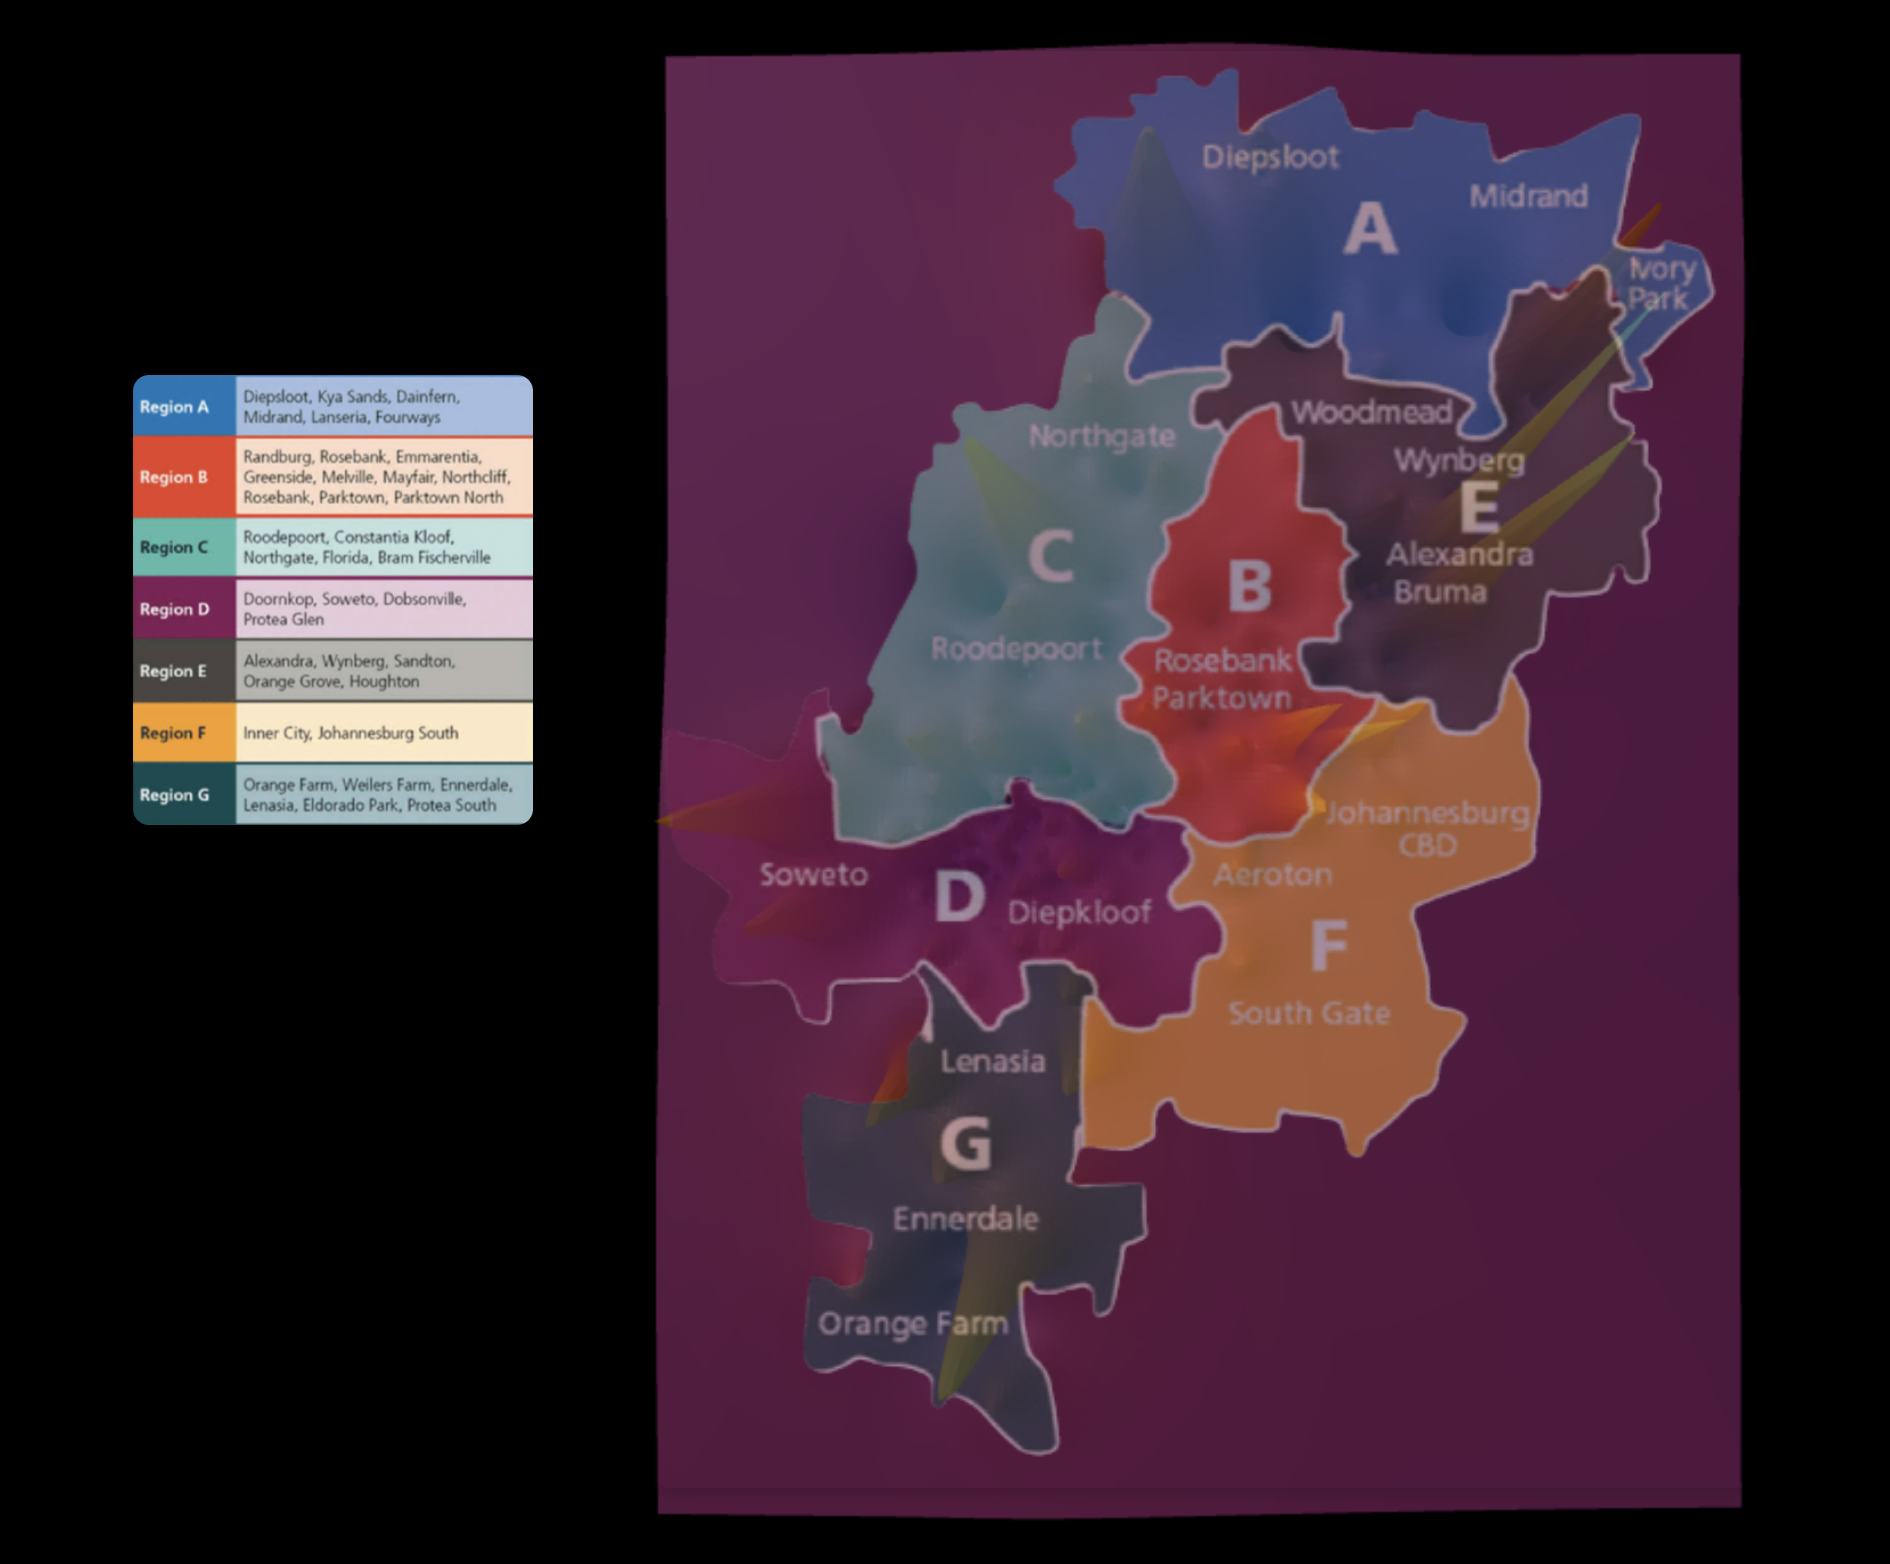 Region A
Diepsloot, Kya Sands, Dainfern,
Midrand, Lanseria, Fourways
Region B
Randburg, Rosebank, Emmarentia,
Greenside, Melville, Mayfair, Northcliff,
Rosebank, Parktown, Parktown North
Region C
Roodepoort, Constantia Kloof,
Northgate, Florida, Bram Fischerville
Region D
Doornkop, Soweto, Dobsonville,
Protea Glen
Region E
Alexandra, Wynberg, Sandton,
Orange Grove, Houghton
Region F
Inner City, Johannesburg South
Region G
Orange Farm, Weilers Farm, Ennerdale,
Lenasia, Eldorado Park, Protea South
Diepsloot
Midrand
A
Ivory
Park
Woodmead
Northgate
Wynberg
E
C
Alexandra
B
Bruma
Roodepoort
Rosebank
Parktown
Johannesburg
CBD
Soweto
Aeroton
D
Diepkloof
F
South Gate
Lenasia
G
Ennerdale
Orange Farm